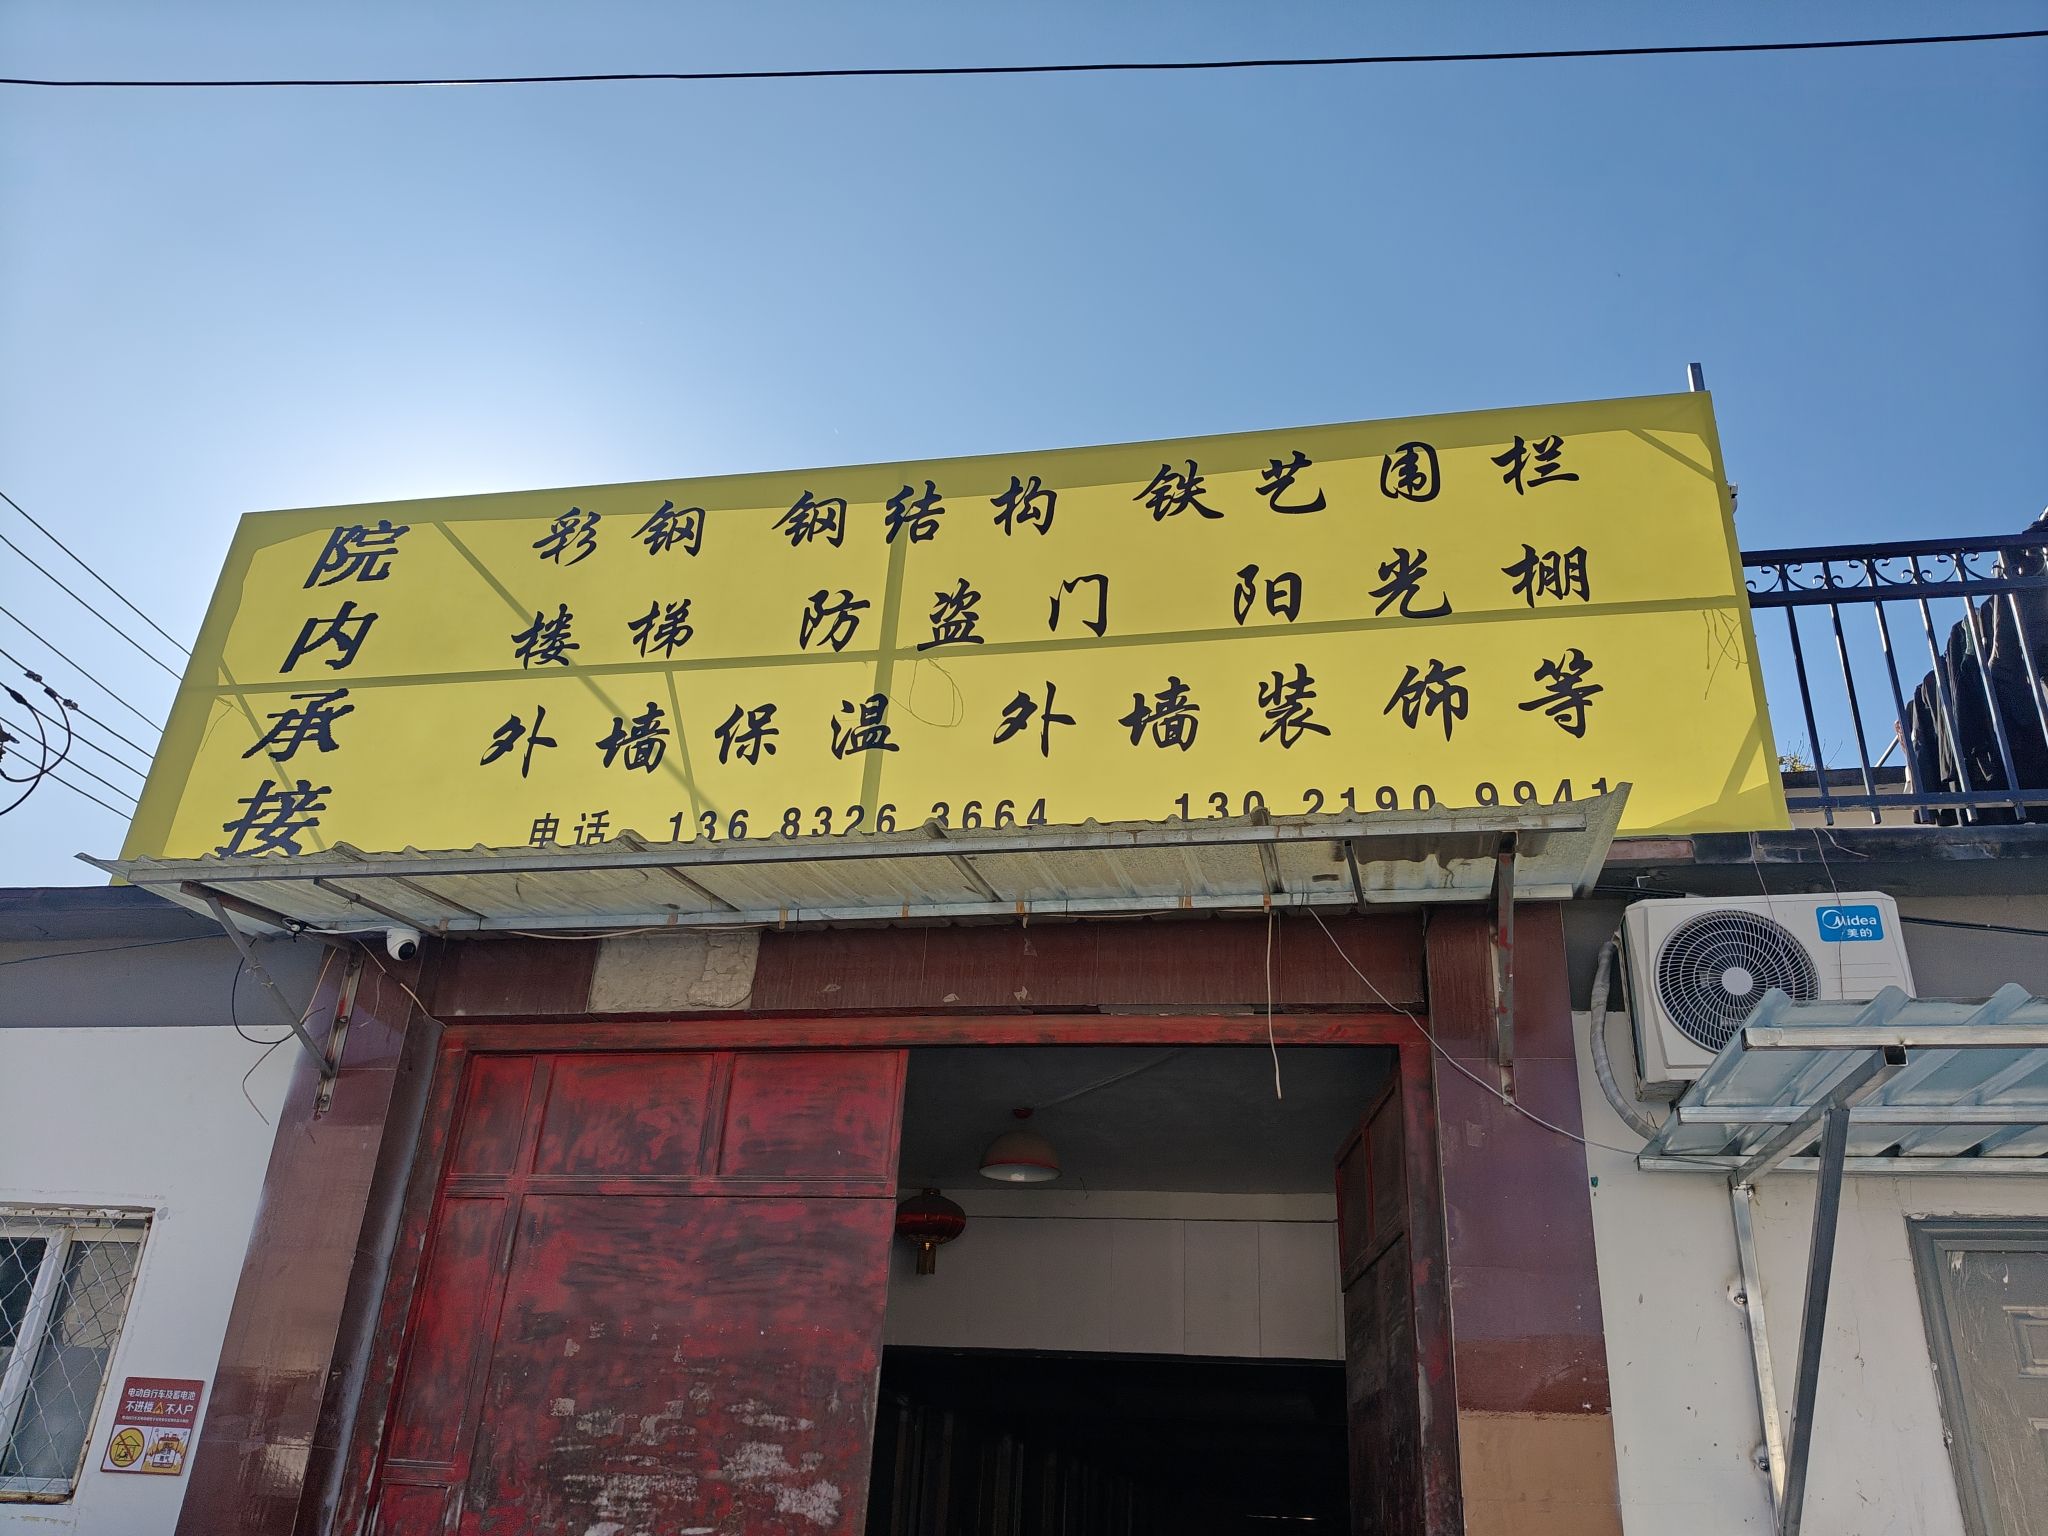 院内承接
彩钢 钢结构 铁艺围栏
楼梯 防盗门 阳光棚
外墙保温 外墙装饰等
电话 136 8326 3664 130 2190 9941
Midea
美的
电动自行车及蓄电池
不进楼 不入户